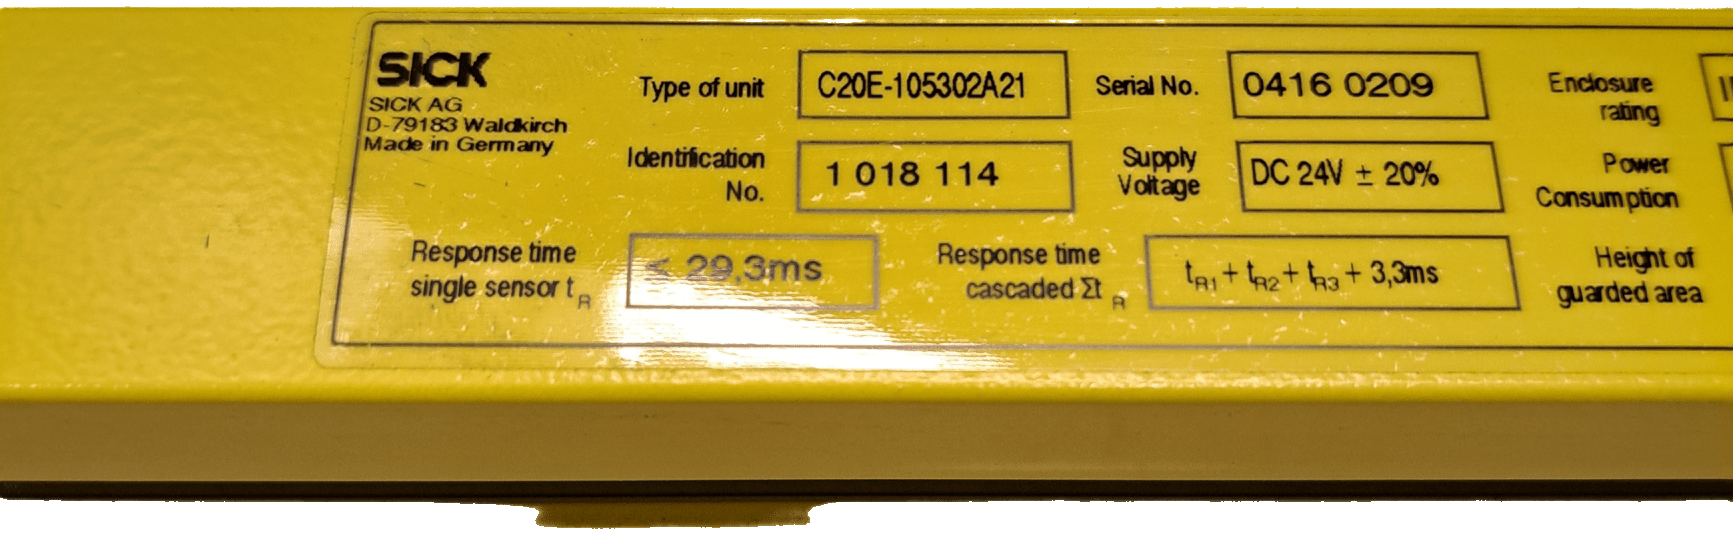 SICK
SICK AG
D-79183 Waldkirch
Made in Germany
Type of unit C20E-105302A21 Serial No. 0416 0209 Enclosure rating
Identification No. 1 018 114 Supply Voltage DC 24V ± 20% Power Consumption
Response time single sensor t R < 29,3ms Response time cascaded Σt R tR1 + tR2 + tR3 + 3,3ms Height of guarded area